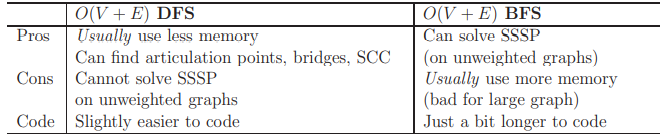 O(V + E) DFS O(V + E) BFS
Pros Usually use less memory Can solve SSSP
Can find articulation points, bridges, SCC (on unweighted graphs)
Cons Cannot solve SSSP Usually use more memory
on unweighted graphs (bad for large graph)
Code Slightly easier to code Just a bit longer to code